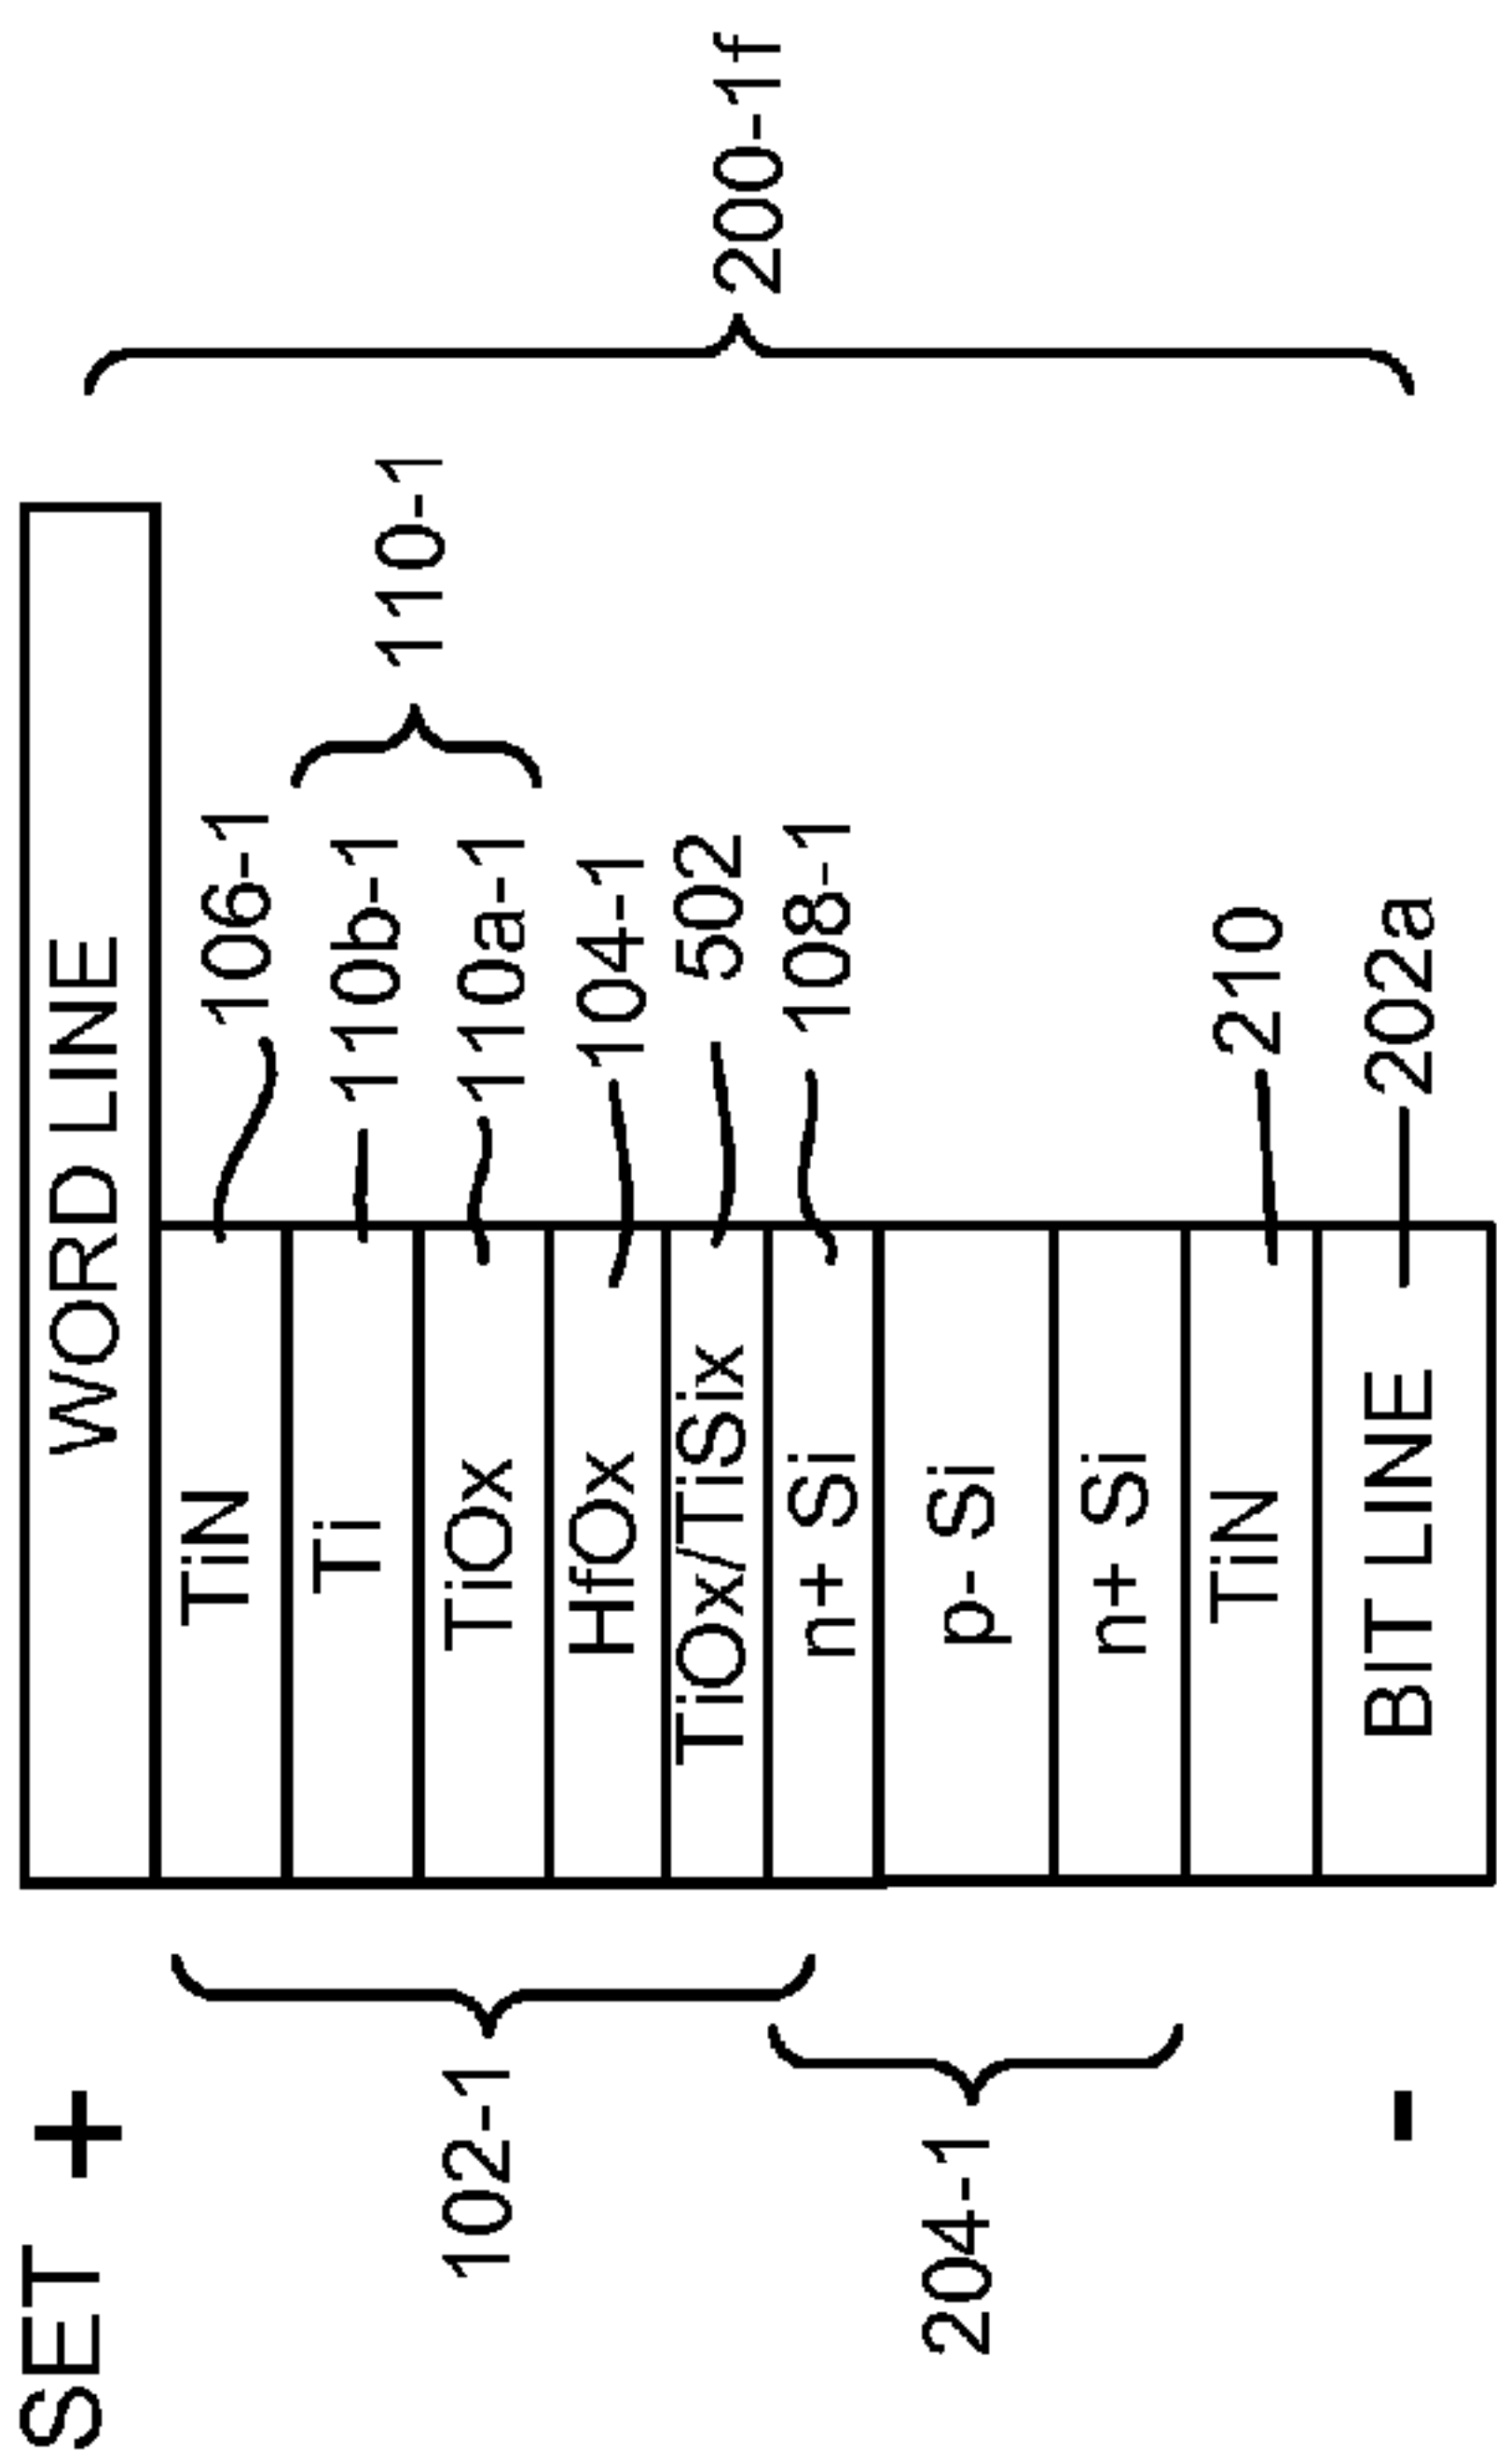 SET
+
WORD LINE
TiN
106-1
Ti
110b-1
TiOx
110a-1
110-1
HfOx
104-1
TiOx/TiSix
502
n+ Si
108-1
p- Si
n+ Si
TiN
210
BIT LINE
202a
-
102-1
204-1
200-1f